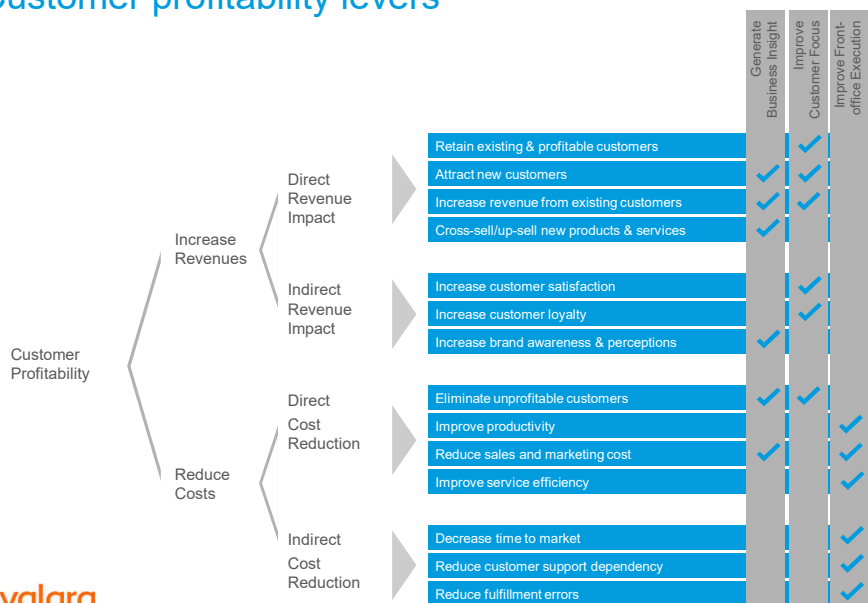 profitability levers
Generate
Business Insight
Improve
Customer Focus
Improve Front-
office Execution
Customer
Profitability
Increase
Revenues
Direct
Revenue
Impact
Retain existing & profitable customers
Attract new customers
Increase revenue from existing customers
Cross-sell/up-sell new products & services
Indirect
Revenue
Impact
Increase customer satisfaction
Increase customer loyalty
Increase brand awareness & perceptions
Reduce
Costs
Direct
Cost
Reduction
Eliminate unprofitable customers
Improve productivity
Reduce sales and marketing cost
Improve service efficiency
Indirect
Cost
Reduction
Decrease time to market
Reduce customer support dependency
Reduce fulfillment errors